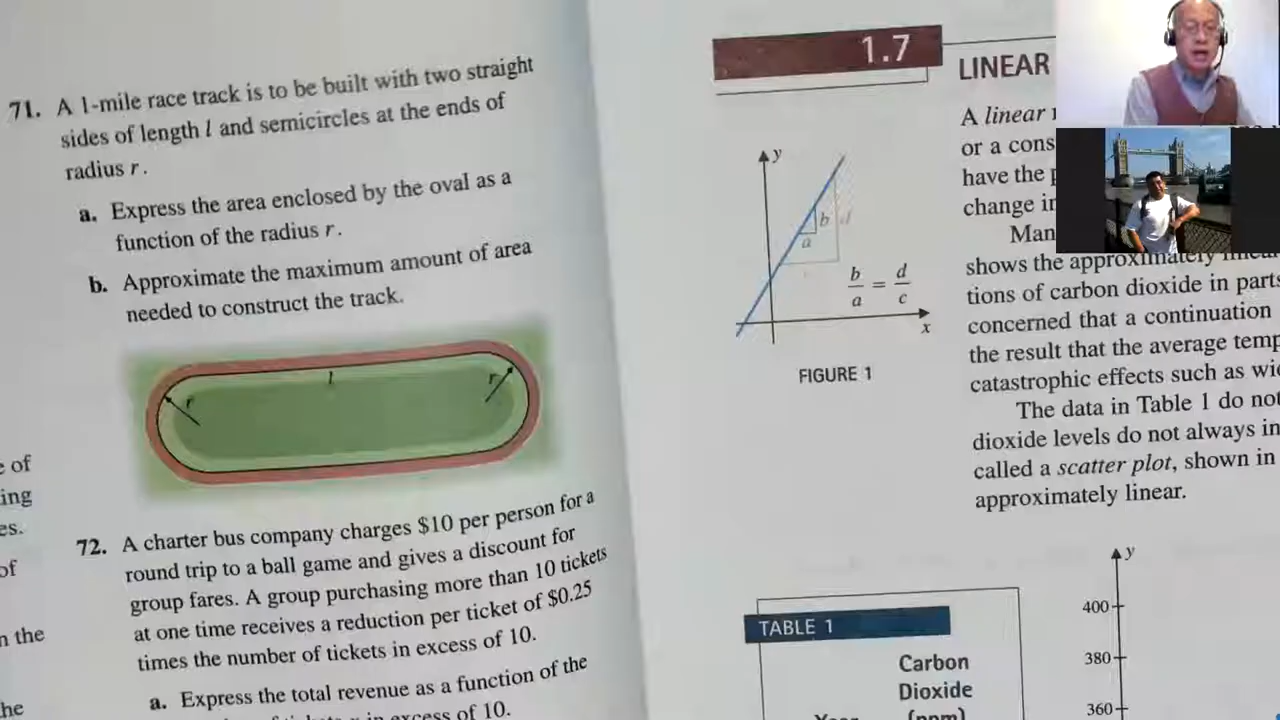 71. A 1-mile race track is to be built with two straight
sides of length l and semicircles at the ends of
radius r.
a. Express the area enclosed by the oval as a
function of the radius r.
b. Approximate the maximum amount of area
needed to construct the track.
l
r
r
e of
ing
es.
of
n the
he
72. A charter bus company charges $10 per person for a
round trip to a ball game and gives a discount for
group fares. A group purchasing more than 10 tickets
at one time receives a reduction per ticket of $0.25
times the number of tickets in excess of 10.
a. Express the total revenue as a function of the
in excess of 10.
1.7
LINEAR
y
b
d
a
b/a = d/c
x
FIGURE 1
A linear
or a cons
have the p
change in
Man
shows the approximately linear
tions of carbon dioxide in parts
concerned that a continuation
the result that the average temp
catastrophic effects such as wi
The data in Table 1 do not
dioxide levels do not always in
called a scatter plot, shown in
approximately linear.
TABLE 1
Carbon
Dioxide
Year (ppm)
y
400
380
360